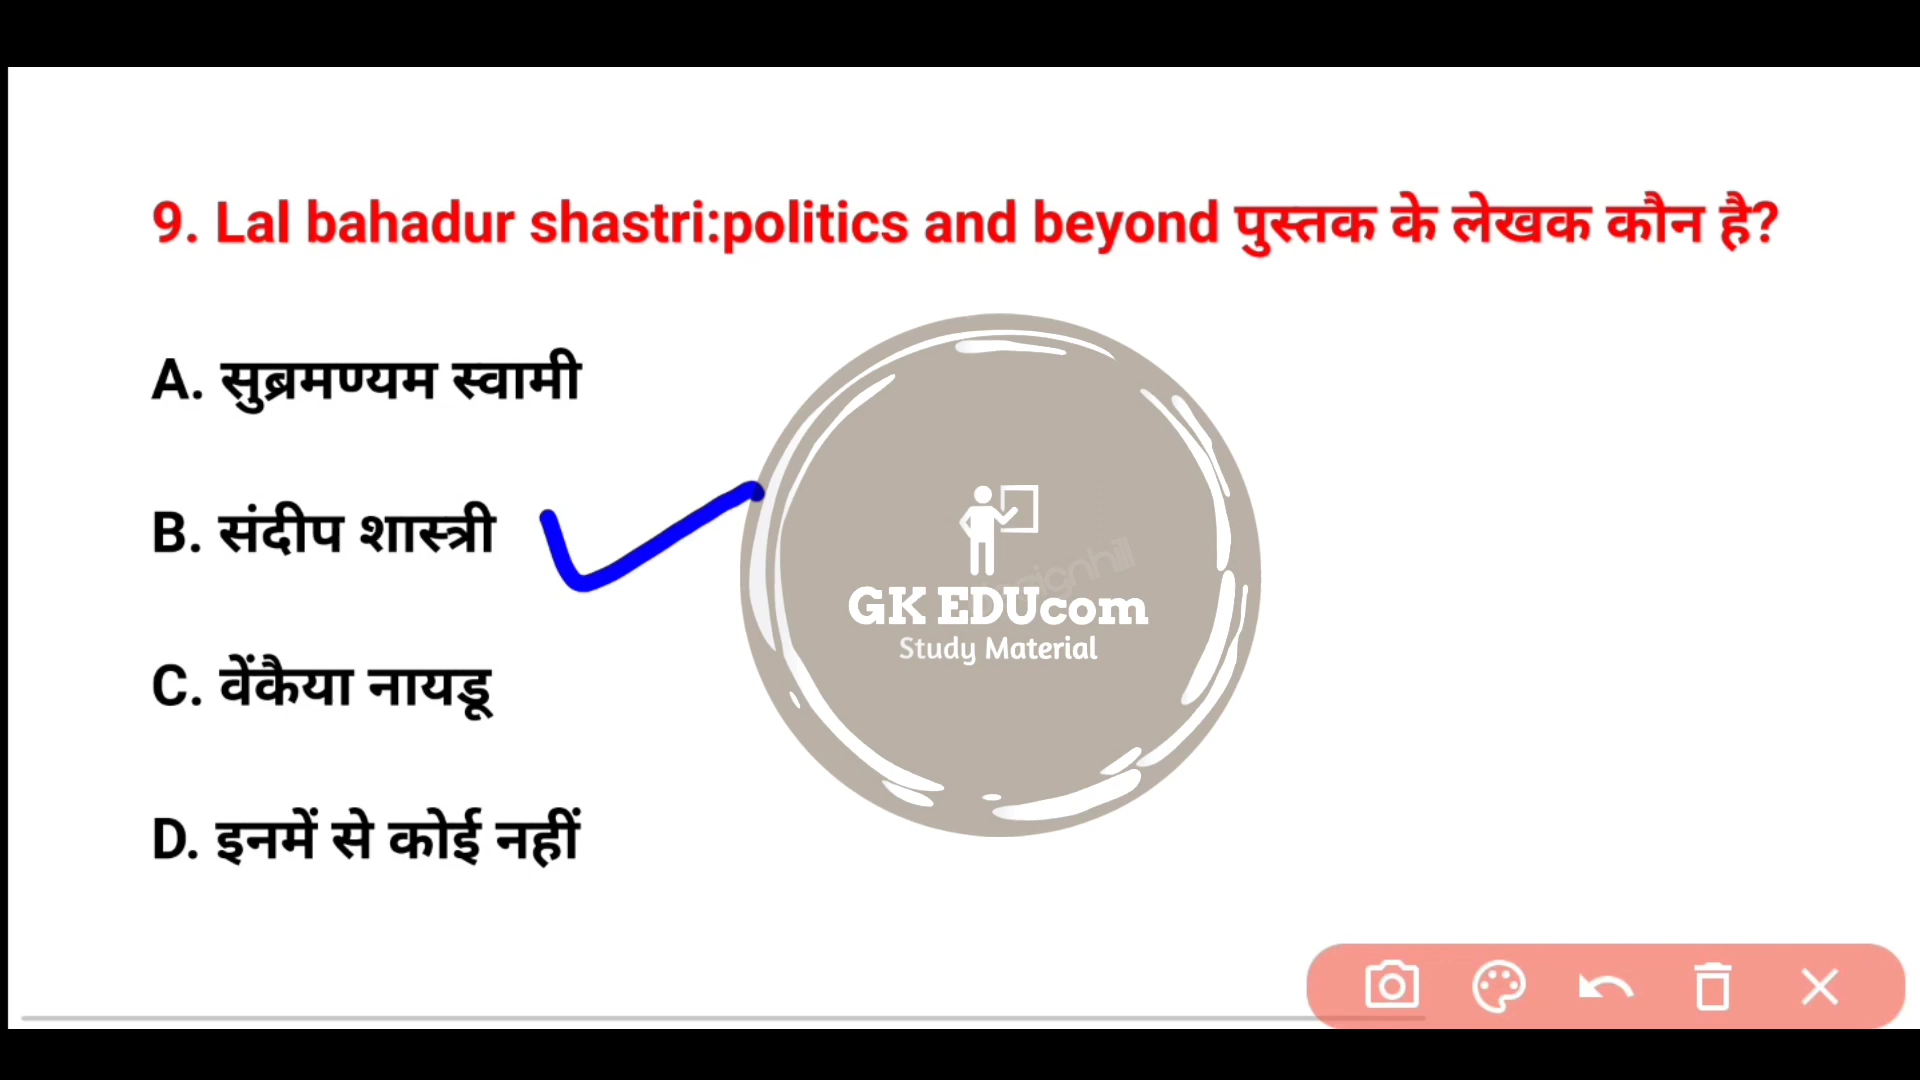 9. Lal bahadur shastri:politics and beyond पुस्तक के लेखक कौन है?
A. सुब्रमण्यम स्वामी
B. संदीप शास्त्री
C. वेंकैया नायडू
D. इनमें से कोई नहीं
GK EDUcom
Study Material